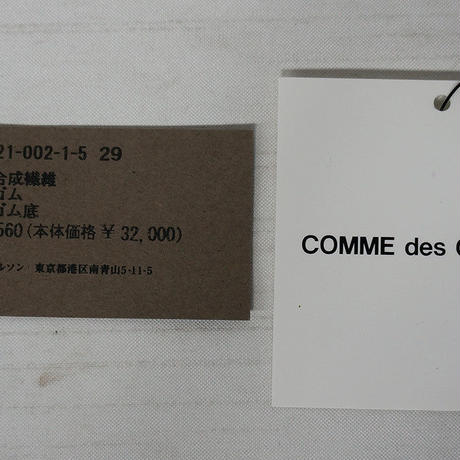 21-002-1-5 29
合成繊維
ゴム
ゴム底
560(本体価格¥32,000)
ルソン 東京都港区南青山5-11-5
COMME des